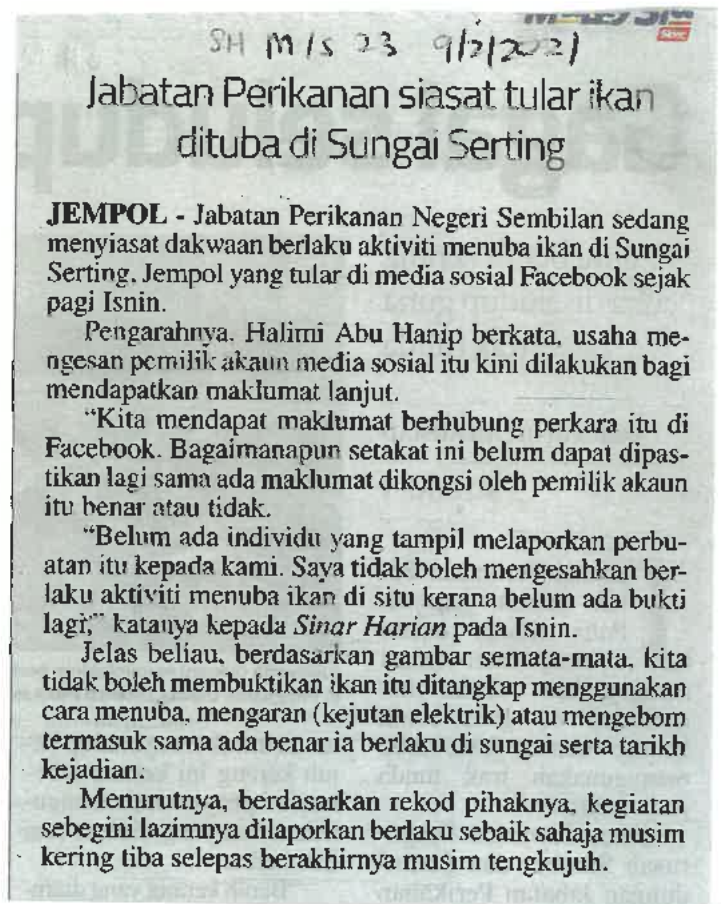 SH M/S 23 9/2/2021
Jabatan Perikanan siasat tular ikan
dituba di Sungai Serting
JEMPOL - Jabatan Perikanan Negeri Sembilan sedang
menyiasat dakwaan berlaku aktiviti menuba ikan di Sungai
Serting, Jempol yang tular di media sosial Facebook sejak
pagi Isnin.
Pengarahnya, Halimi Abu Hanip berkata, usaha me-
ngesan pemilik akaun media sosial itu kini dilakukan bagi
mendapatkan maklumat lanjut.
“Kita mendapat maklumat berhubung perkara itu di
Facebook. Bagaimanapun setakat ini belum dapat dipas-
tikan lagi sama ada maklumat dikongsi oleh pemilik akaun
itu benar atau tidak.
“Belum ada individu yang tampil melaporkan perbu-
atan itu kepada kami. Saya tidak boleh mengesahkan ber-
laku aktiviti menuba ikan di situ kerana belum ada bukti
lagi,” katanya kepada Sinar Harian pada Isnin.
Jelas beliau, berdasarkan gambar semata-mata, kita
tidak boleh membuktikan ikan itu ditangkap menggunakan
cara menuba, mengaran (kejutan elektrik) atau mengebom
termasuk sama ada benar ia berlaku di sungai serta tarikh
kejadian.
Menurutnya, berdasarkan rekod pihaknya, kegiatan
sebegini lazimnya dilaporkan berlaku sebaik sahaja musim
kering tiba selepas berakhirnya musim tengkujuh.